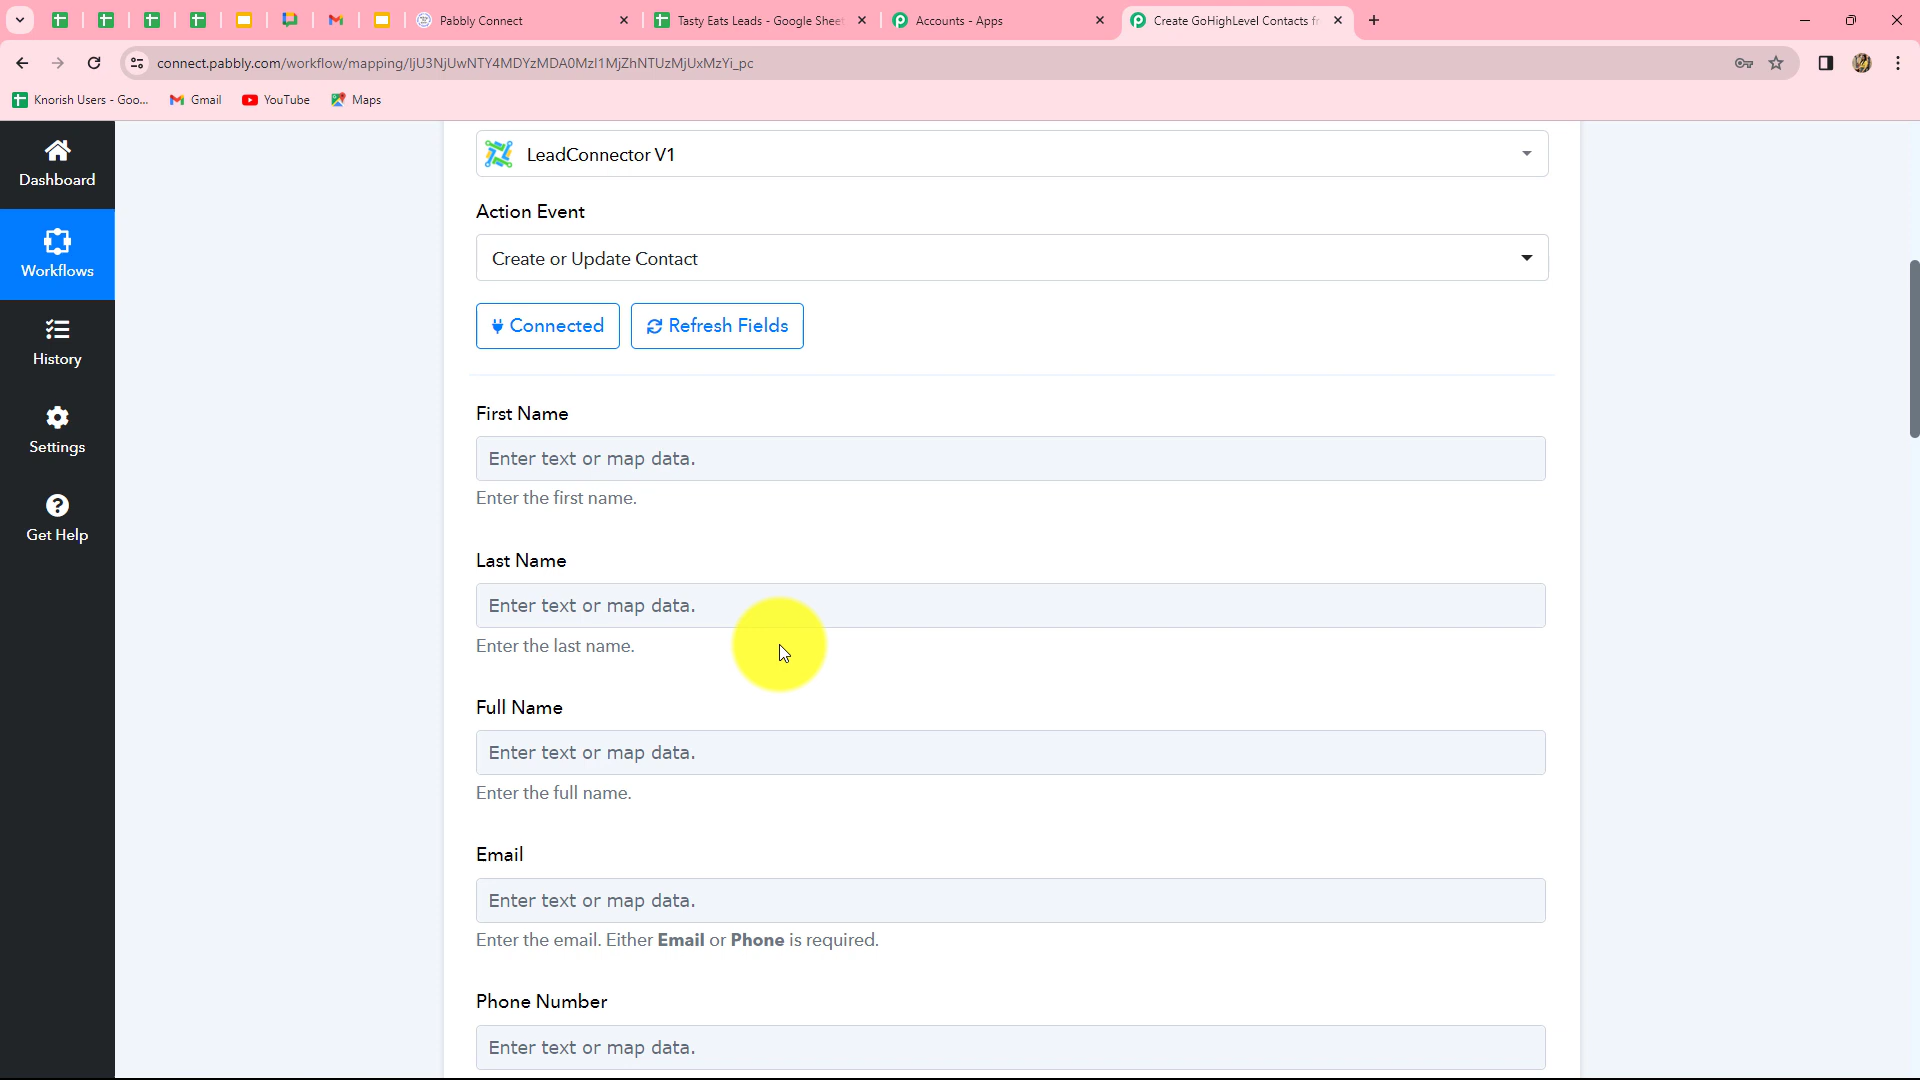 Pabbly Connect
Tasty Eats Leads - Google Shee
Accounts - Apps
Create GoHighLevel Contacts fr
connect.pabbly.com/workflow/mapping/IjU3NjUwNTY4MDYzMDA0MzI1MjZhNTUzMjUxMzYi_pc
Knorish Users - Goo...
Gmail
YouTube
Maps
Dashboard
Workflows
History
Settings
Get Help
LeadConnector V1
Action Event
Create or Update Contact
Connected
Refresh Fields
First Name
Enter text or map data.
Enter the first name.
Last Name
Enter text or map data.
Enter the last name.
Full Name
Enter text or map data.
Enter the full name.
Email
Enter text or map data.
Enter the email. Either Email or Phone is required.
Phone Number
Enter text or map data.